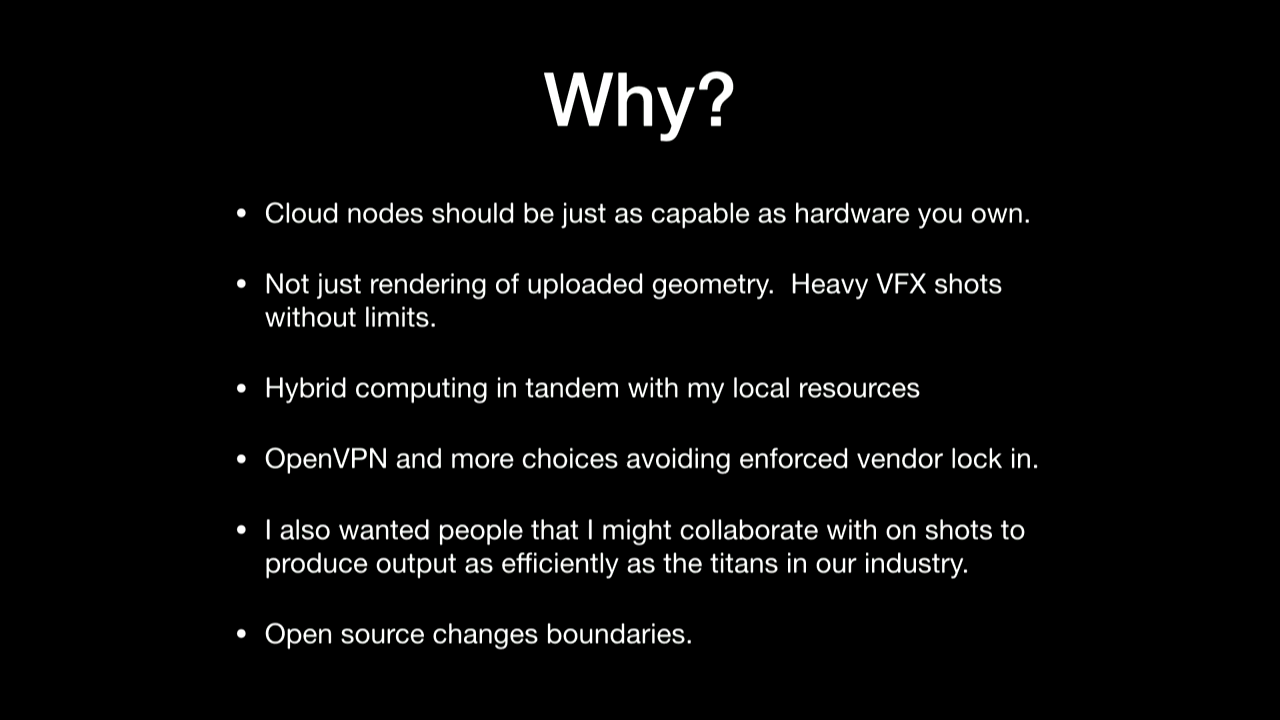 Why?
• Cloud nodes should be just as capable as hardware you own.
• Not just rendering of uploaded geometry.  Heavy VFX shots
without limits.
• Hybrid computing in tandem with my local resources
• OpenVPN and more choices avoiding enforced vendor lock in.
• I also wanted people that I might collaborate with on shots to
produce output as efficiently as the titans in our industry.
• Open source changes boundaries.